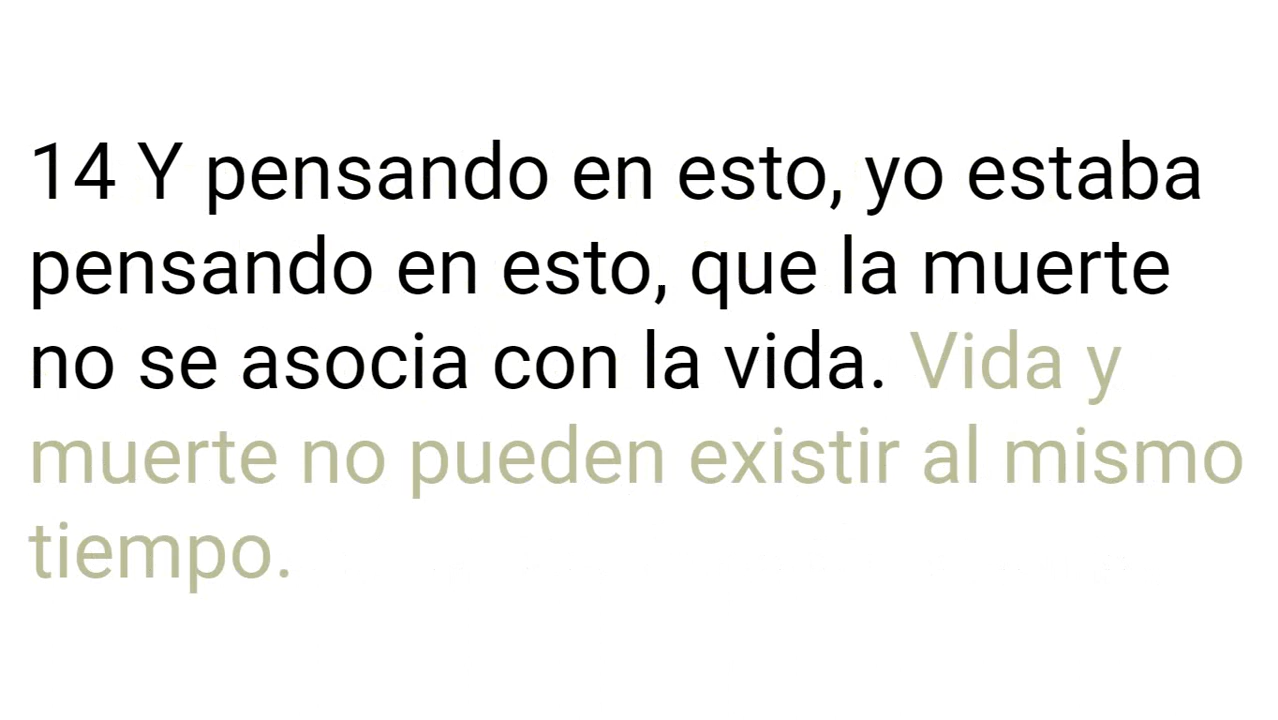 14 Y pensando en esto, yo estaba
pensando en esto, que la muerte
no se asocia con la vida. Vida y
muerte no pueden existir al mismo
tiempo.